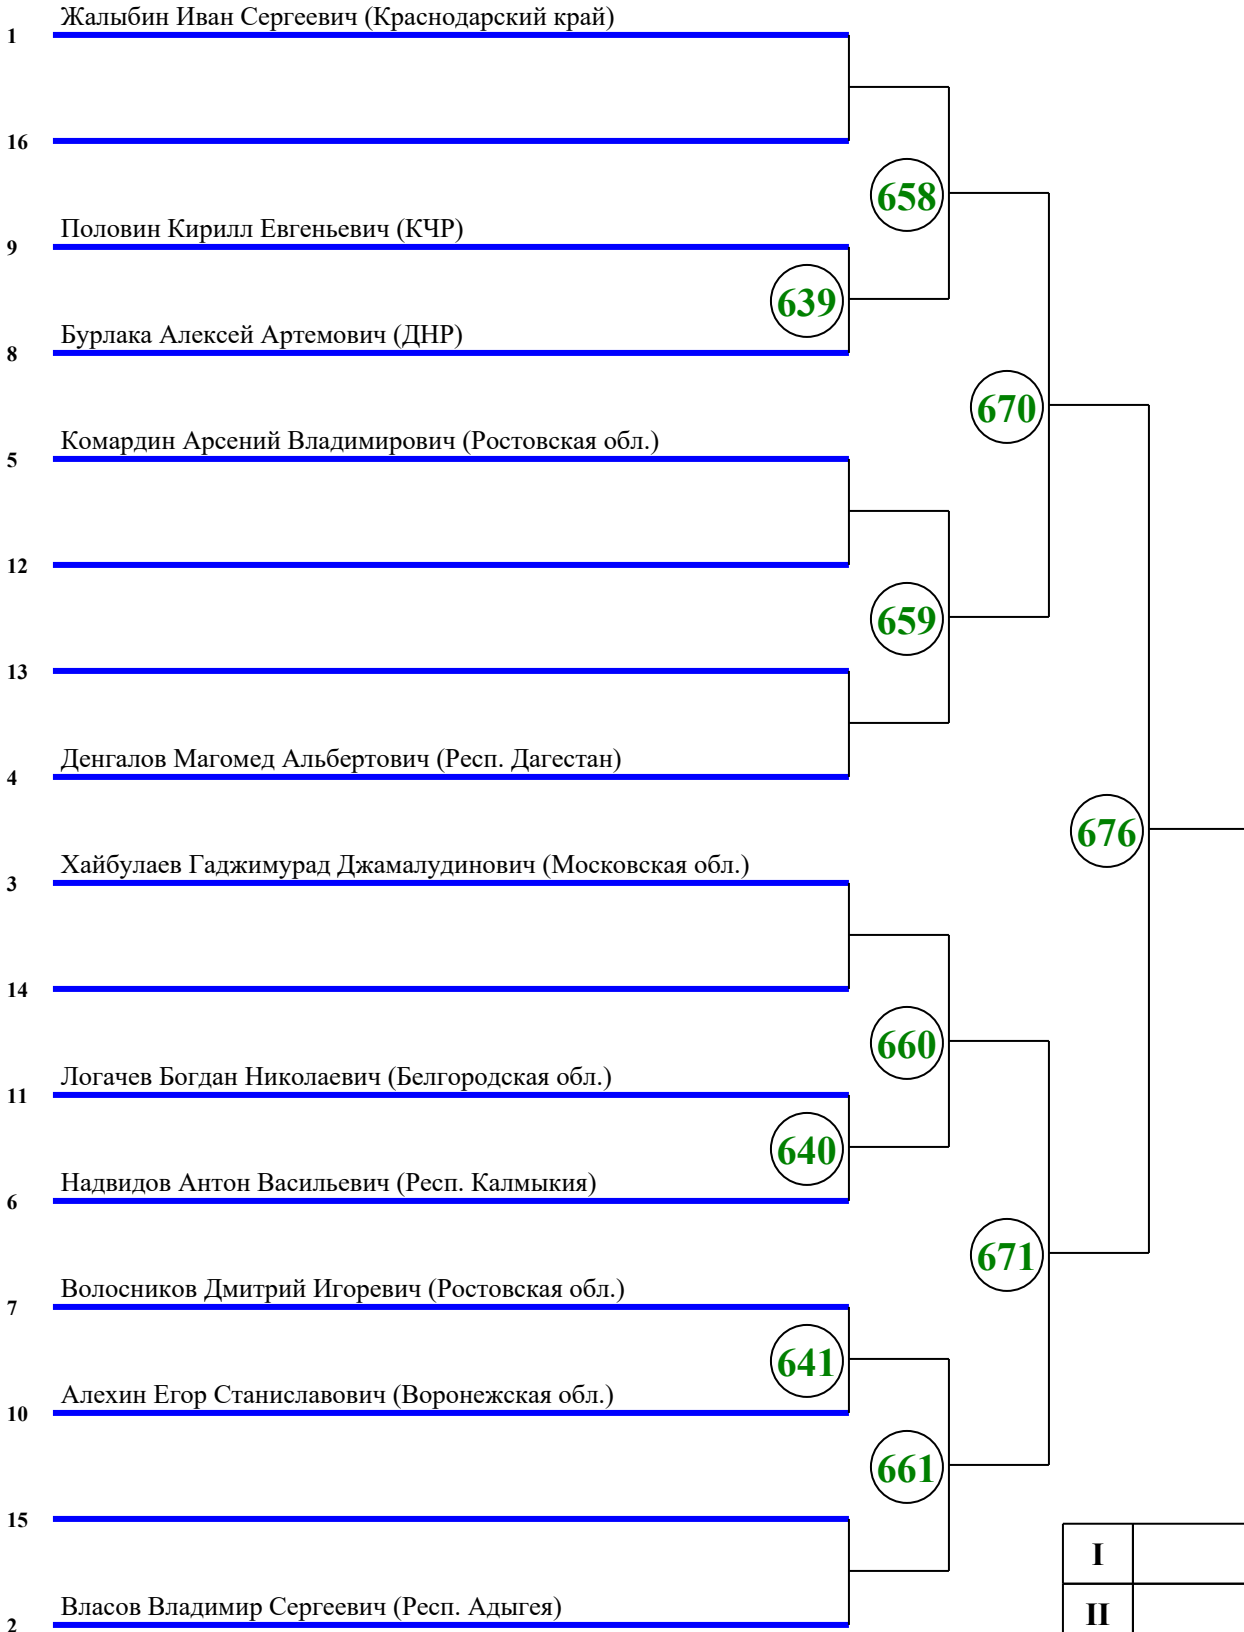 Жалыбин Иван Сергеевич (Краснодарский край)
1
16
658
Половин Кирилл Евгеньевич (КЧР)
9
639
Бурлака Алексей Артемович (ДНР)
8
670
Комардин Арсений Владимирович (Ростовская обл.)
5
12
659
13
Денгалов Магомед Альбертович (Респ. Дагестан)
4
676
Хайбулаев Гаджимурад Джамалудинович (Московская обл.)
3
14
660
Логачев Богдан Николаевич (Белгородская обл.)
11
640
Надвидов Антон Васильевич (Респ. Калмыкия)
6
671
Волосников Дмитрий Игоревич (Ростовская обл.)
7
641
Алехин Егор Станиславович (Воронежская обл.)
10
661
15
I
Власов Владимир Сергеевич (Респ. Адыгея)
2
II